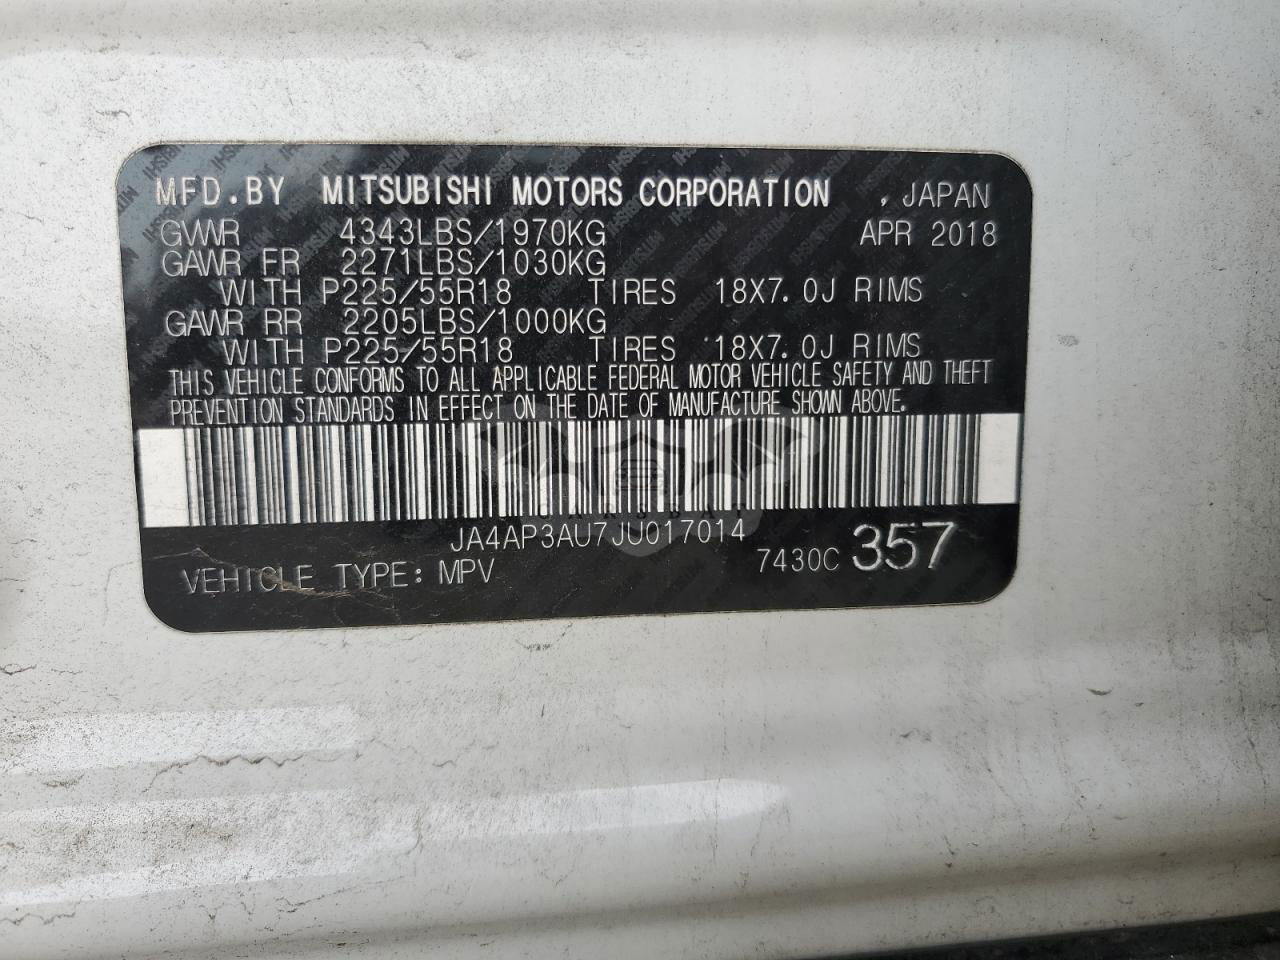 MFD.BY MITSUBISHI MOTORS CORPORATION , JAPAN
GVWR 4343LBS/1970KG APR 2018
GAWR FR 2271LBS/1030KG
WITH P225/55R18 TIRES 18X7.0J RIMS
GAWR RR 2205LBS/1000KG
WITH P225/55R18 TIRES 18X7.0J RIMS
THIS VEHICLE CONFORMS TO ALL APPLICABLE FEDERAL MOTOR VEHICLE SAFETY AND THEFT
PREVENTION STANDARDS IN EFFECT ON THE DATE OF MANUFACTURE SHOWN ABOVE.
JA4AP3AU7JU017014
VEHICLE TYPE: MPV 7430C 357